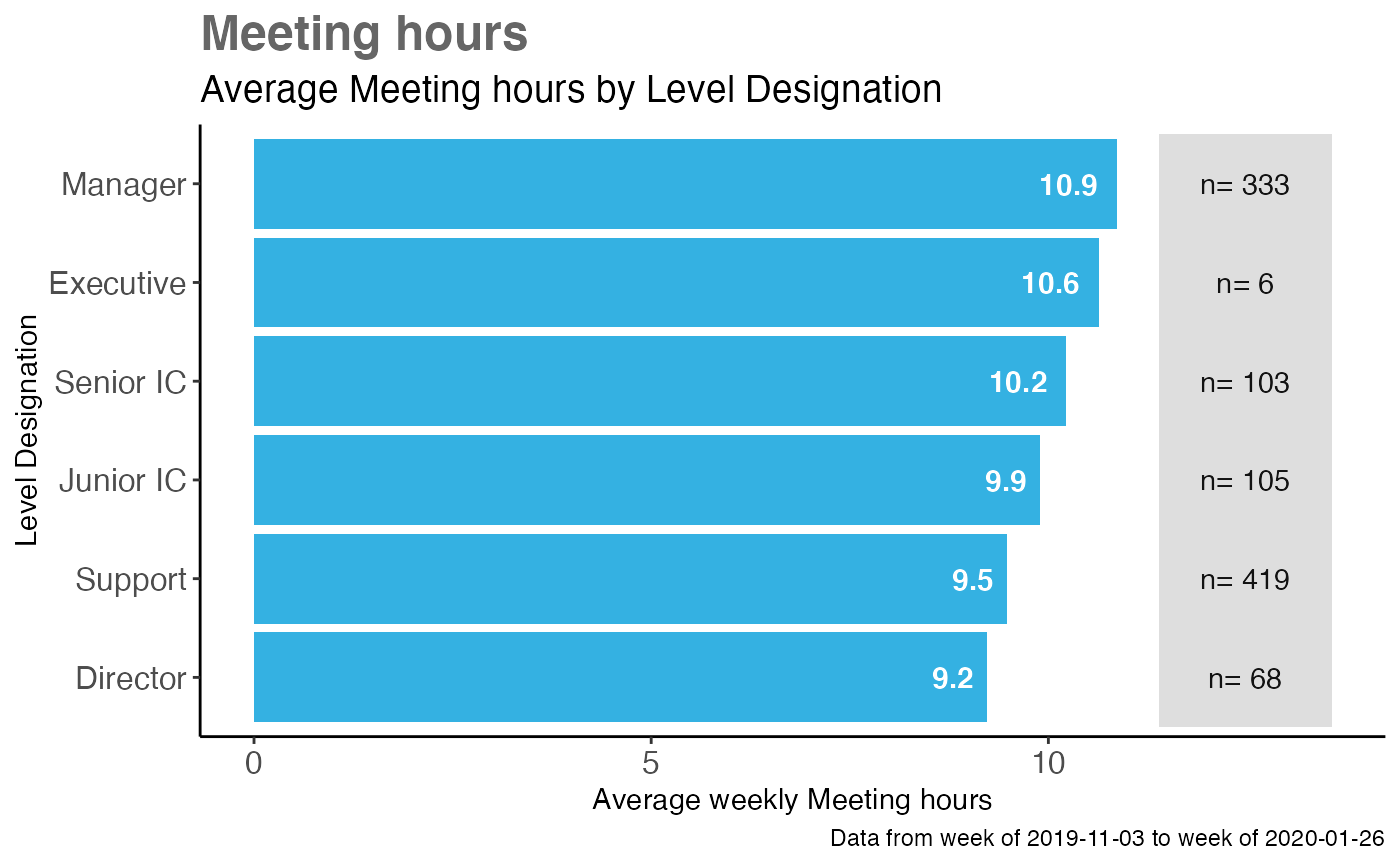 Meeting hours
Average Meeting hours by Level Designation
Level Designation
Manager 10.9 n= 333
Executive 10.6 n= 6
Senior IC 10.2 n= 103
Junior IC 9.9 n= 105
Support 9.5 n= 419
Director 9.2 n= 68
0 5 10
Average weekly Meeting hours
Data from week of 2019-11-03 to week of 2020-01-26